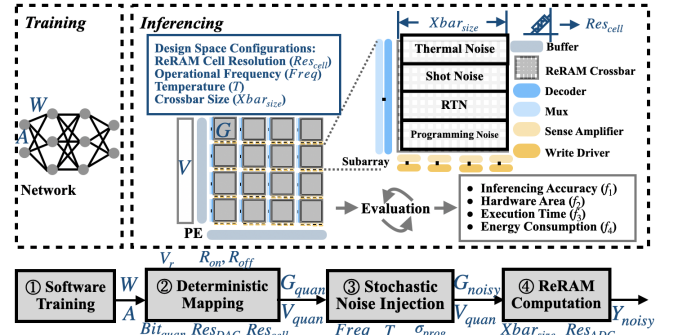 Training
Inferencing
Design Space Configurations:
ReRAM Cell Resolution (Res_cell)
Operational Frequency (Freq)
Temperature (T)
Crossbar Size (Xbar_size)
Xbar_size
Res_cell
Thermal Noise
Shot Noise
RTN
Programming Noise
Buffer
ReRAM Crossbar
Decoder
Mux
Sense Amplifier
Write Driver
W
A
Network
G
V
PE
Subarray
Evaluation
● Inferencing Accuracy (f₁)
● Hardware Area (f₂)
● Execution Time (f₃)
● Energy Consumption (f₄)
V_r R_on, R_off
① Software
Training
W
A
② Deterministic
Mapping
G_quan
V_quan
③ Stochastic
Noise Injection
G_noisy
V_quan
④ ReRAM
Computation
Y_noisy
Bit_quan Res_DAC Res_cell
Freq T σ_prog
Xbar_size Res_ADC